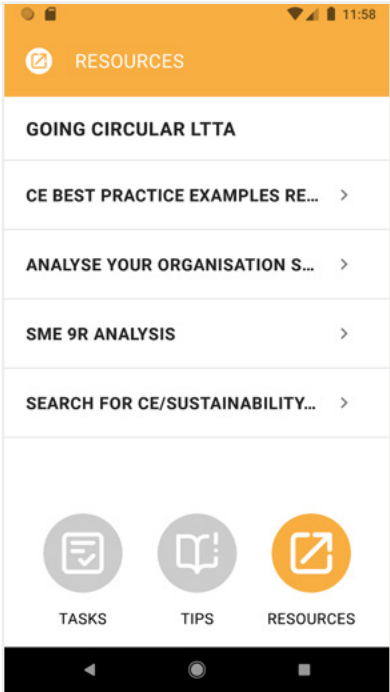 11:58
RESOURCES
GOING CIRCULAR LTTA
CE BEST PRACTICE EXAMPLES RE...
ANALYSE YOUR ORGANISATION S...
SME 9R ANALYSIS
SEARCH FOR CE/SUSTAINABILITY...
TASKS TIPS RESOURCES